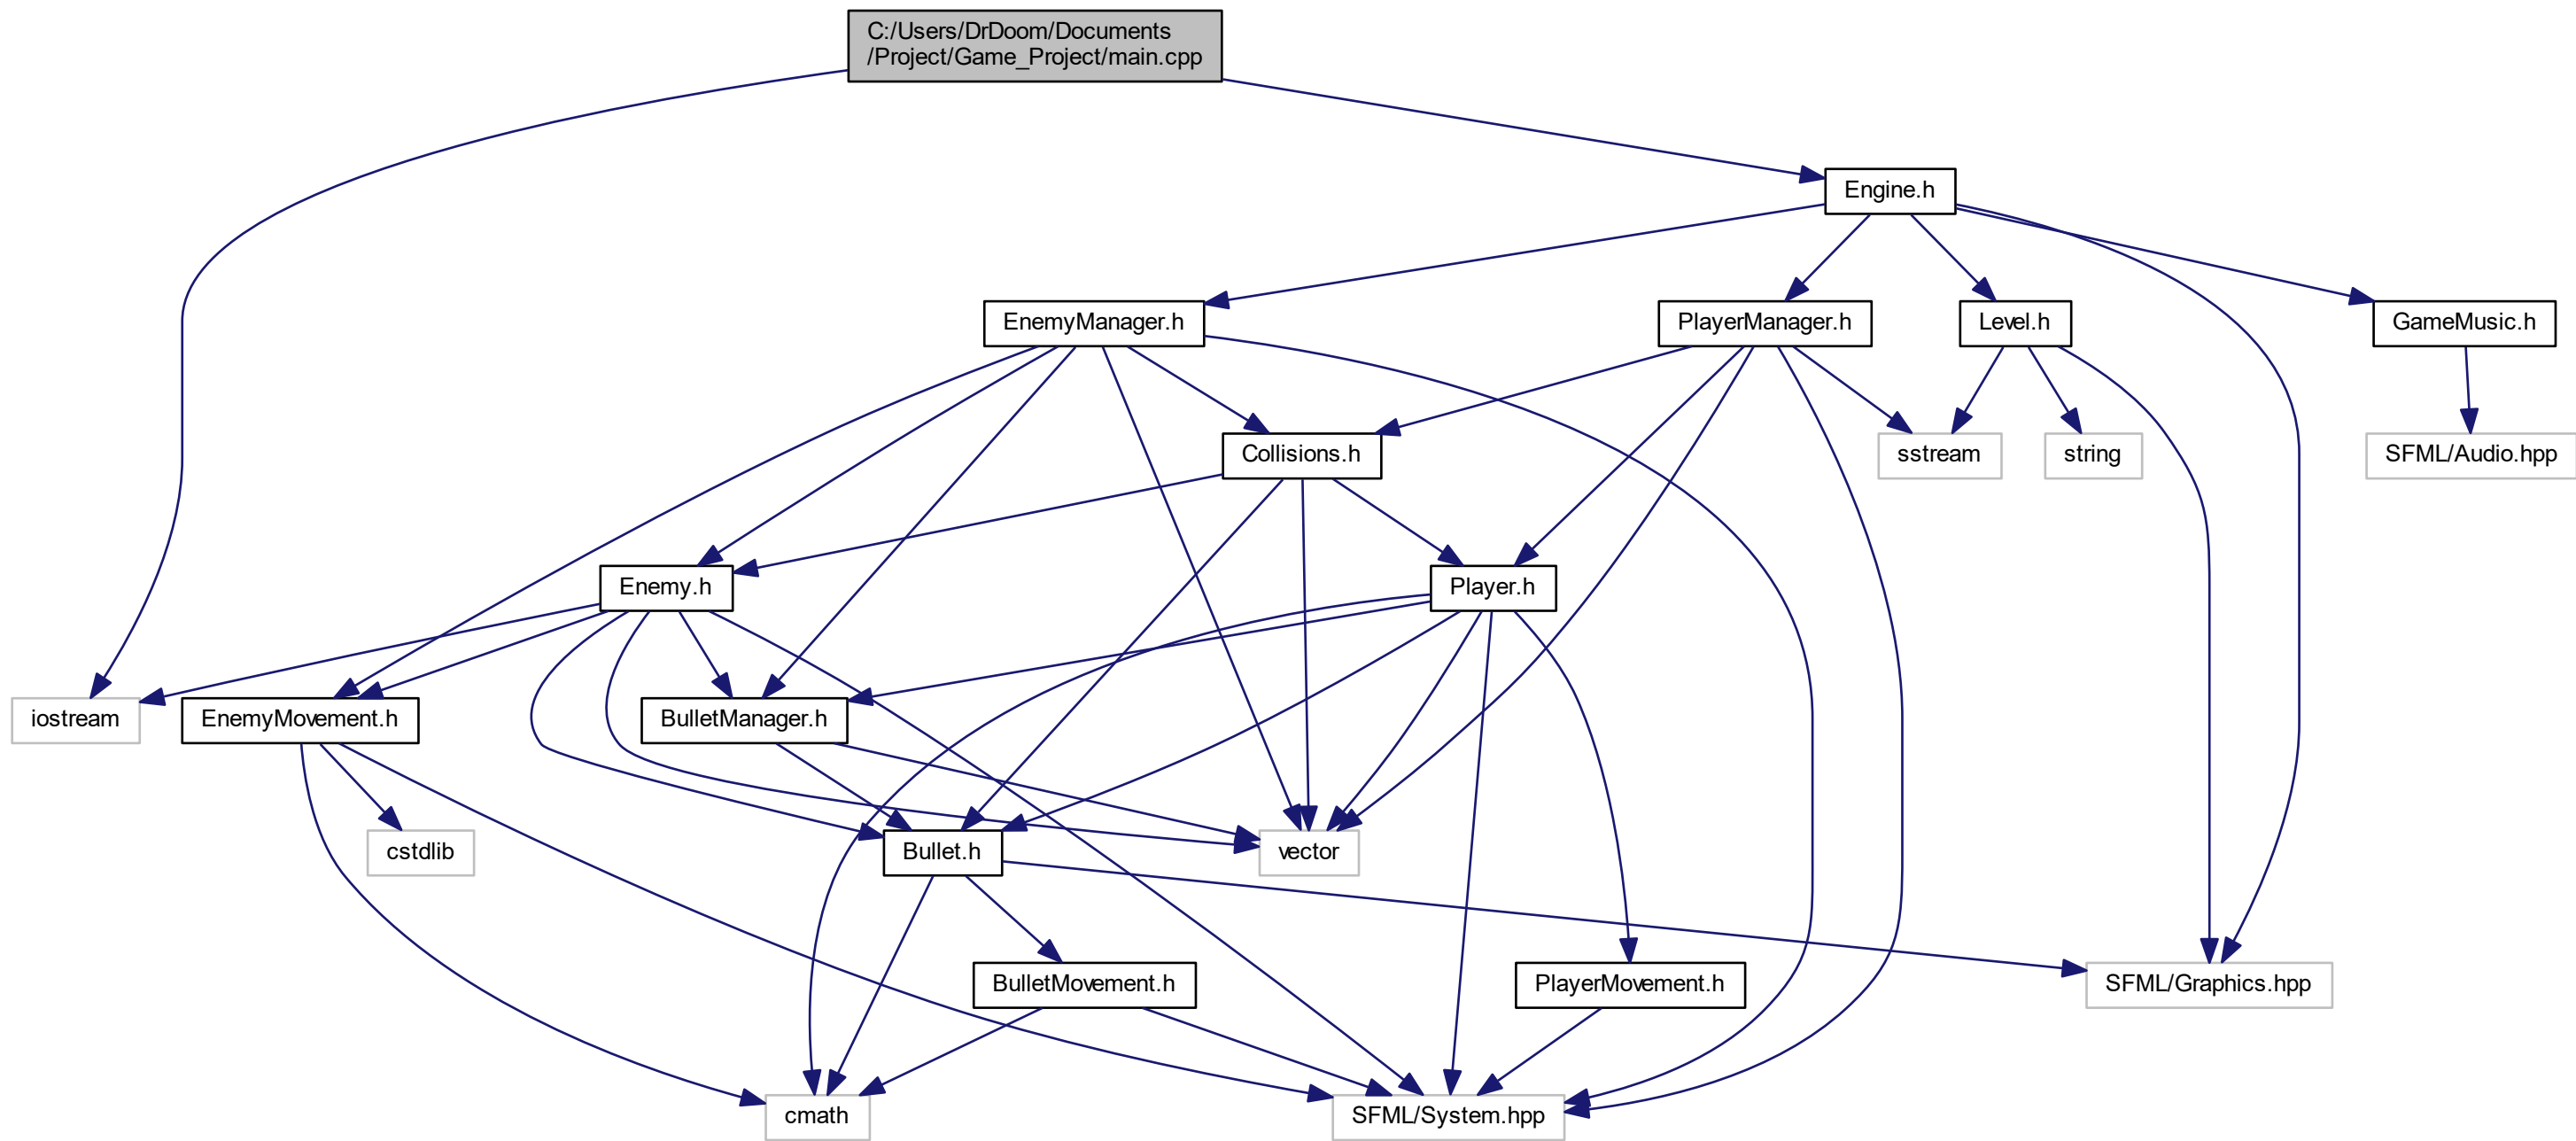 C:/Users/DrDoom/Documents
/Project/Game_Project/main.cpp
Engine.h
EnemyManager.h
PlayerManager.h
Level.h
GameMusic.h
Collisions.h
sstream
string
SFML/Audio.hpp
Enemy.h
Player.h
iostream
EnemyMovement.h
BulletManager.h
cstdlib
Bullet.h
vector
BulletMovement.h
PlayerMovement.h
SFML/Graphics.hpp
cmath
SFML/System.hpp